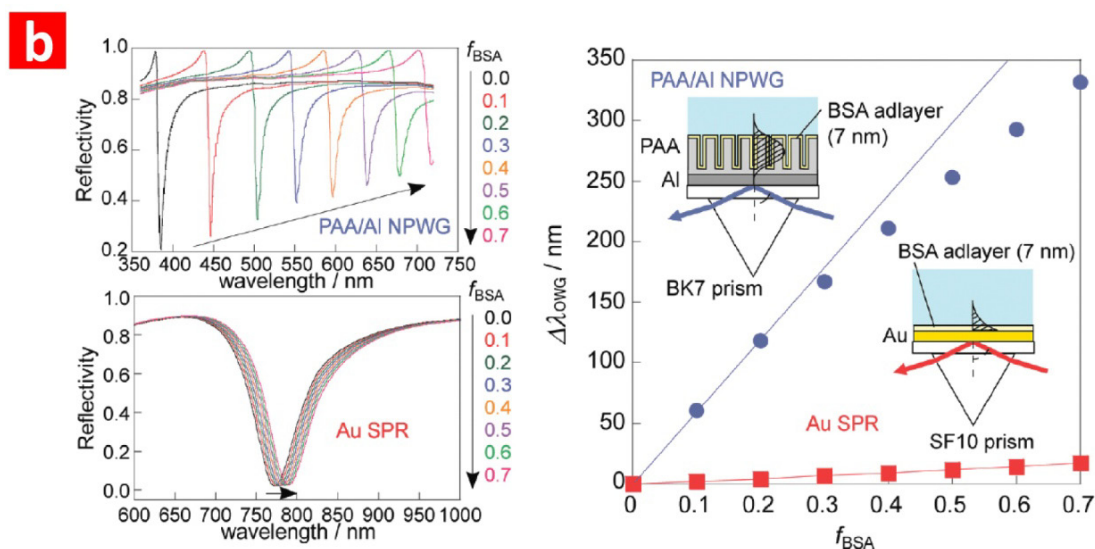 b
1.0
0.8
0.6
0.4
0.2
Reflectivity
350 400 450 500 550 600 650 700 750
wavelength / nm
PAA/Al NPWG
fBSA
0.0
0.1
0.2
0.3
0.4
0.5
0.6
0.7
1.0
0.8
0.6
0.4
0.2
0.0
Reflectivity
600 650 700 750 800 850 900 950 1000
wavelength / nm
Au SPR
fBSA
0.0
0.1
0.2
0.3
0.4
0.5
0.6
0.7
350
300
250
200
150
100
50
0
ΔλOWG / nm
0 0.1 0.2 0.3 0.4 0.5 0.6 0.7
fBSA
PAA/Al NPWG
PAA
Al
BSA adlayer
(7 nm)
BK7 prism
BSA adlayer (7 nm)
Au
SF10 prism
Au SPR